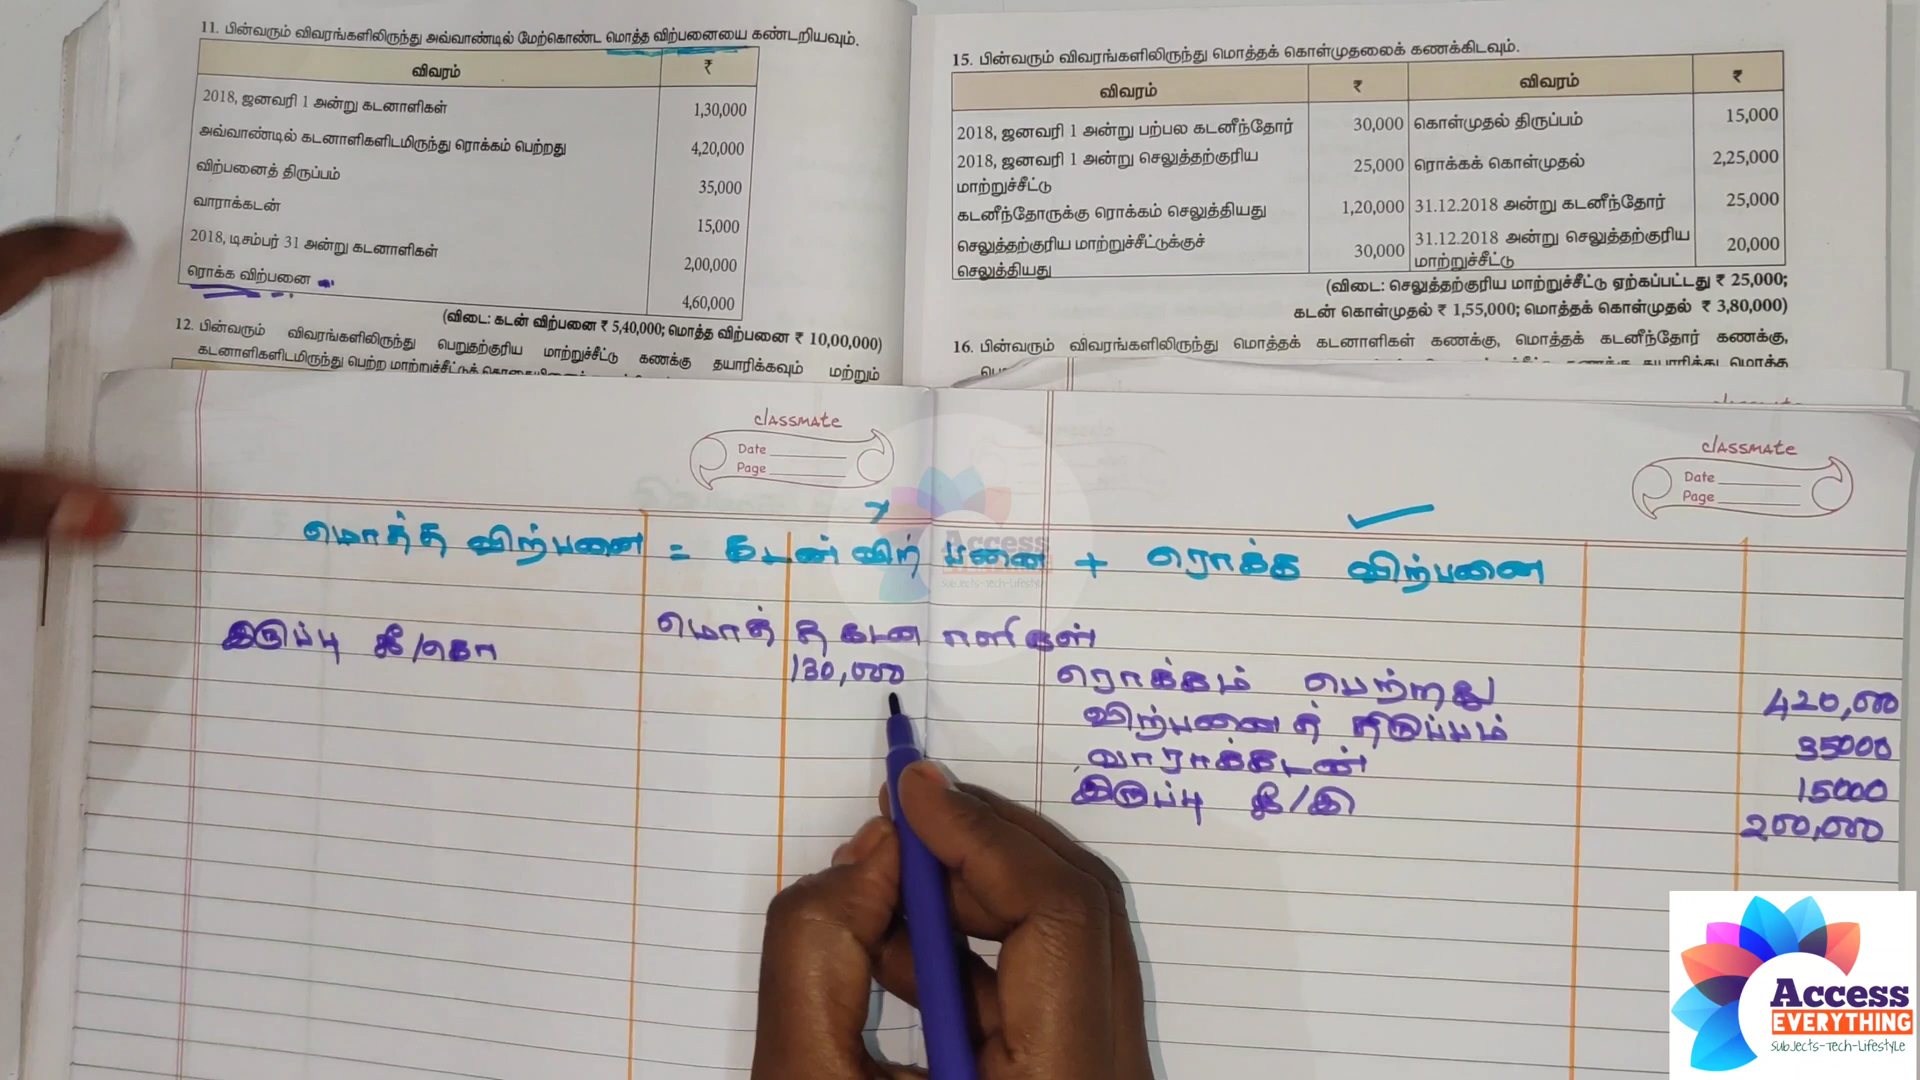 11. பின்வரும் விவரங்களிலிருந்து அவ்வாண்டில் மேற்கொண்ட மொத்த விற்பனையை கண்டறியவும்.
விவரம் ₹
2018, ஜனவரி 1 அன்று கடனாளிகள் 1,30,000
அவ்வாண்டில் கடனாளிகளிடமிருந்து ரொக்கம் பெற்றது 4,20,000
விற்பனைத் திருப்பம் 35,000
வாராக்கடன் 15,000
2018, டிசம்பர் 31 அன்று கடனாளிகள் 2,00,000
ரொக்க விற்பனை 4,60,000
(விடை: கடன் விற்பனை ₹ 5,40,000; மொத்த விற்பனை ₹ 10,00,000)
12. பின்வரும் விவரங்களிலிருந்து பெறுதற்குரிய மாற்றுச்சீட்டு கணக்கு தயாரிக்கவும் மற்றும்
கடனாளிகளிடமிருந்து பெற்ற மாற்றுச்சீட்டுத்
15. பின்வரும் விவரங்களிலிருந்து மொத்தக் கொள்முதலைக் கணக்கிடவும்.
விவரம் ₹ விவரம் ₹
2018, ஜனவரி 1 அன்று பற்பல கடனீந்தோர் 30,000 கொள்முதல் திருப்பம் 15,000
2018, ஜனவரி 1 அன்று செலுத்தற்குரிய
மாற்றுச்சீட்டு 25,000 ரொக்கக் கொள்முதல் 2,25,000
கடனீந்தோருக்கு ரொக்கம் செலுத்தியது 1,20,000 31.12.2018 அன்று கடனீந்தோர் 25,000
செலுத்தற்குரிய மாற்றுச்சீட்டுக்குச்
செலுத்தியது 30,000 31.12.2018 அன்று செலுத்தற்குரிய
மாற்றுச்சீட்டு 20,000
(விடை: செலுத்தற்குரிய மாற்றுச்சீட்டு ஏற்கப்பட்டது ₹ 25,000;
கடன் கொள்முதல் ₹ 1,55,000; மொத்தக் கொள்முதல் ₹ 3,80,000)
16. பின்வரும் விவரங்களிலிருந்து மொத்தக் கடனாளிகள் கணக்கு, மொத்தக் கடனீந்தோர் கணக்கு,
classmate
Date
Page
classmate
Date
Page
மொத்த விற்பனை = கடன் விற்பனை + ரொக்க விற்பனை
மொத்த கடனாளிகள்
இருப்பு கீ/கொ 130,000
ரொக்கம் பெற்றது 420,000
விற்பனைத் திருப்பம் 35000
வாராக்கடன் 15000
இருப்பு கீ/இ 200,000
Access
EVERYTHING
Subjects-Tech-Lifestyle
Access
EVERYTHING
Subjects-Tech-Lifestyle